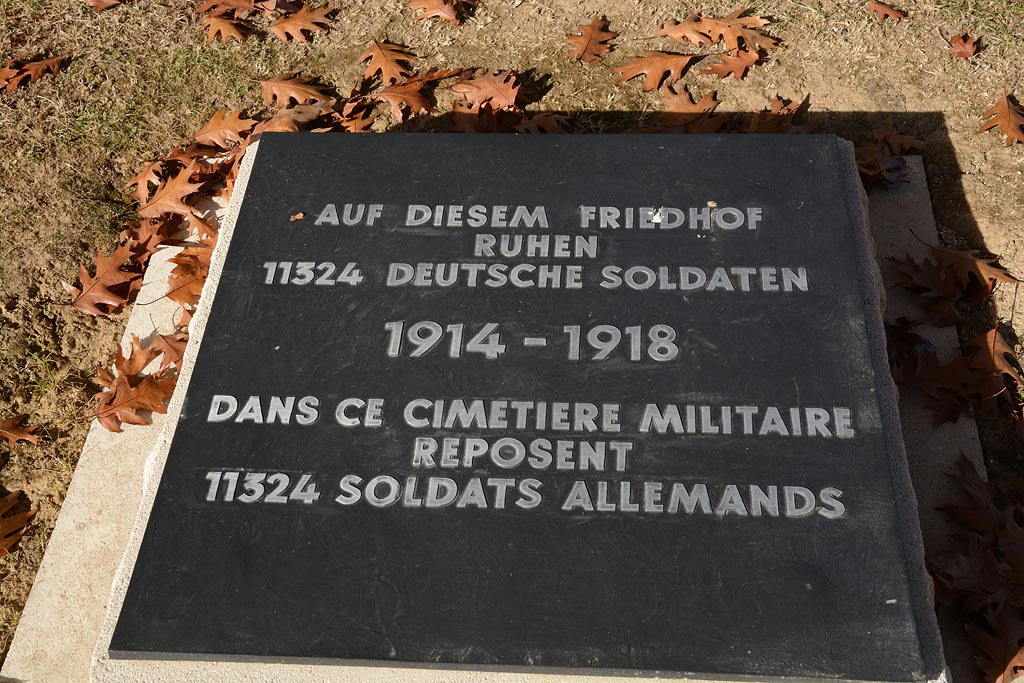 AUF DIESEM FRIEDHOF
RUHEN
11324 DEUTSCHE SOLDATEN
1914 - 1918
DANS CE CIMETIERE MILITAIRE
REPOSENT
11324 SOLDATS ALLEMANDS